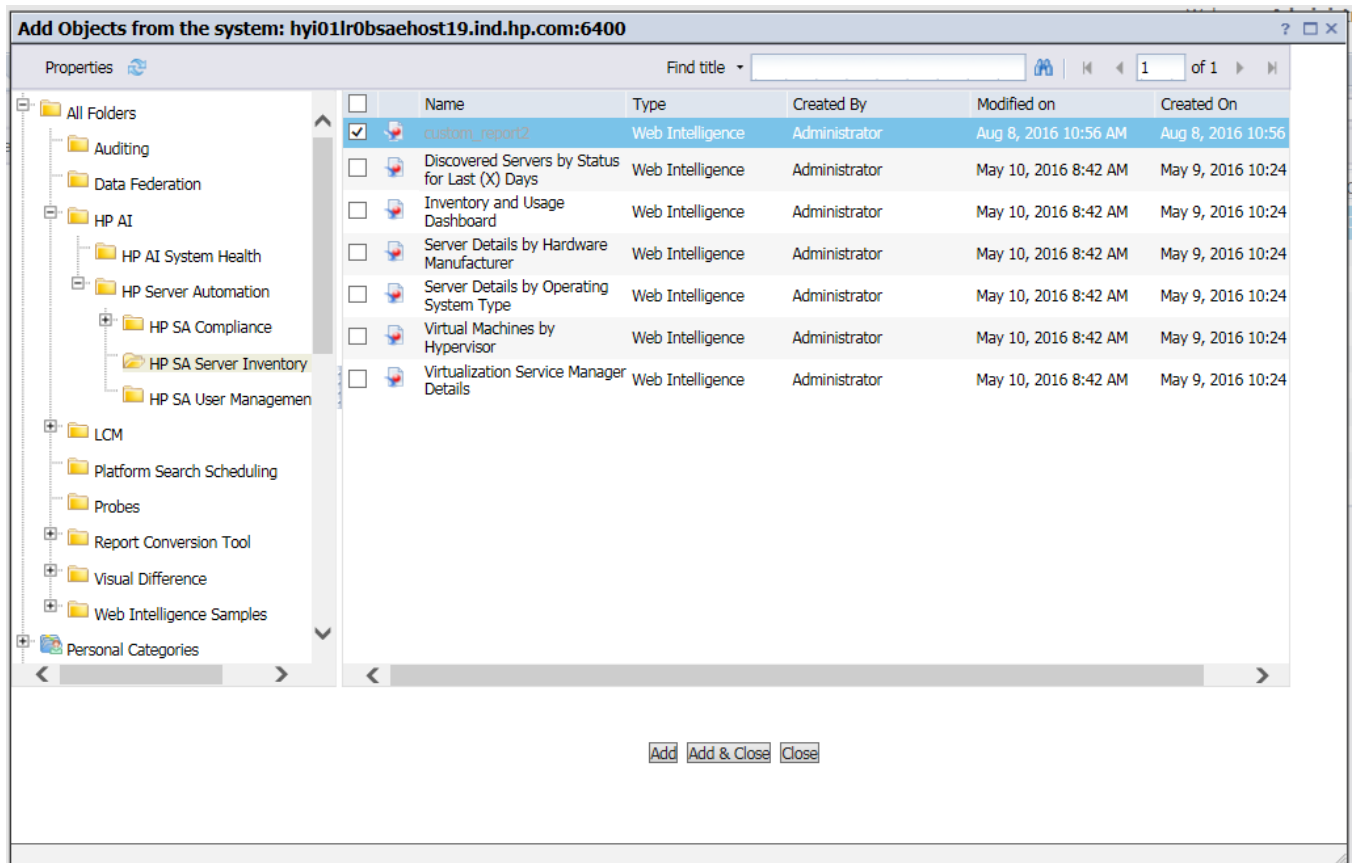 Add Objects from the system: hyi01lr0bsaehost19.ind.hp.com:6400 ?
Properties Find title 1 of 1
All Folders
Auditing
Data Federation
HP AI
HP AI System Health
HP Server Automation
HP SA Compliance
HP SA Server Inventory
HP SA User Managemen
LCM
Platform Search Scheduling
Probes
Report Conversion Tool
Visual Difference
Web Intelligence Samples
Personal Categories
Name Type Created By Modified on Created On
custom_report2 Web Intelligence Administrator Aug 8, 2016 10:56 AM Aug 8, 2016 10:56
Discovered Servers by Status
for Last (X) Days Web Intelligence Administrator May 10, 2016 8:42 AM May 9, 2016 10:24
Inventory and Usage
Dashboard Web Intelligence Administrator May 10, 2016 8:42 AM May 9, 2016 10:24
Server Details by Hardware
Manufacturer Web Intelligence Administrator May 10, 2016 8:42 AM May 9, 2016 10:24
Server Details by Operating
System Type Web Intelligence Administrator May 10, 2016 8:42 AM May 9, 2016 10:24
Virtual Machines by
Hypervisor Web Intelligence Administrator May 10, 2016 8:42 AM May 9, 2016 10:24
Virtualization Service Manager
Details Web Intelligence Administrator May 10, 2016 8:42 AM May 9, 2016 10:24
Add Add & Close Close